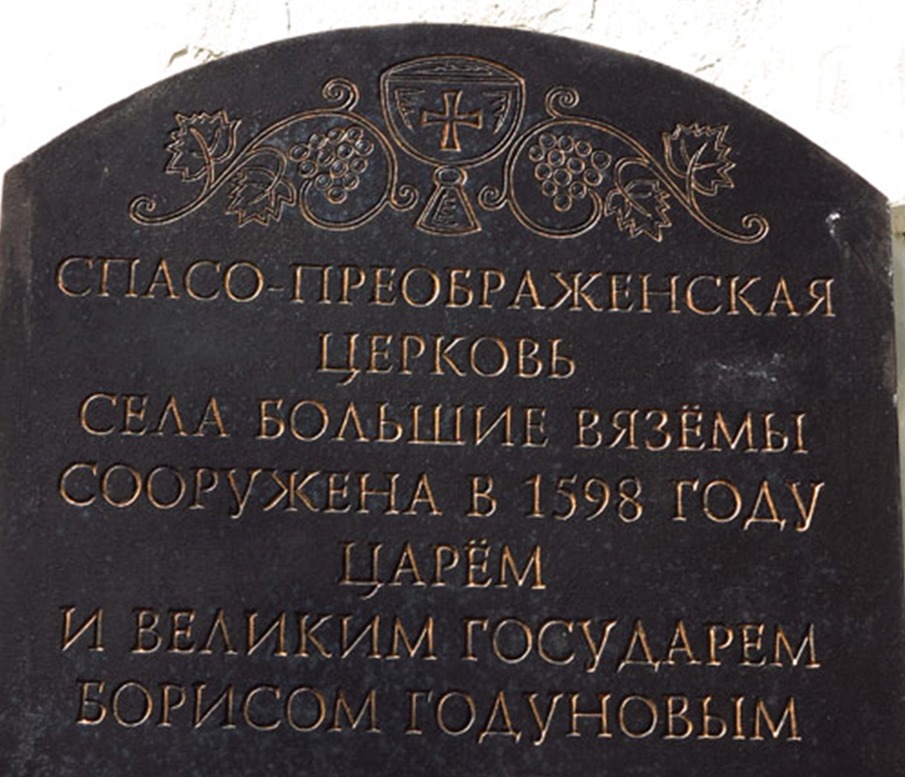 СПАСО-ПРЕОБРАЖЕНСКАЯ
ЦЕРКОВЬ
СЕЛА БОЛЬШИЕ ВЯЗЁМЫ
СООРУЖЕНА В 1598 ГОДУ
ЦАРЁМ
И ВЕЛИКИМ ГОСУДАРЕМ
БОРИСОМ ГОДУНОВЫМ